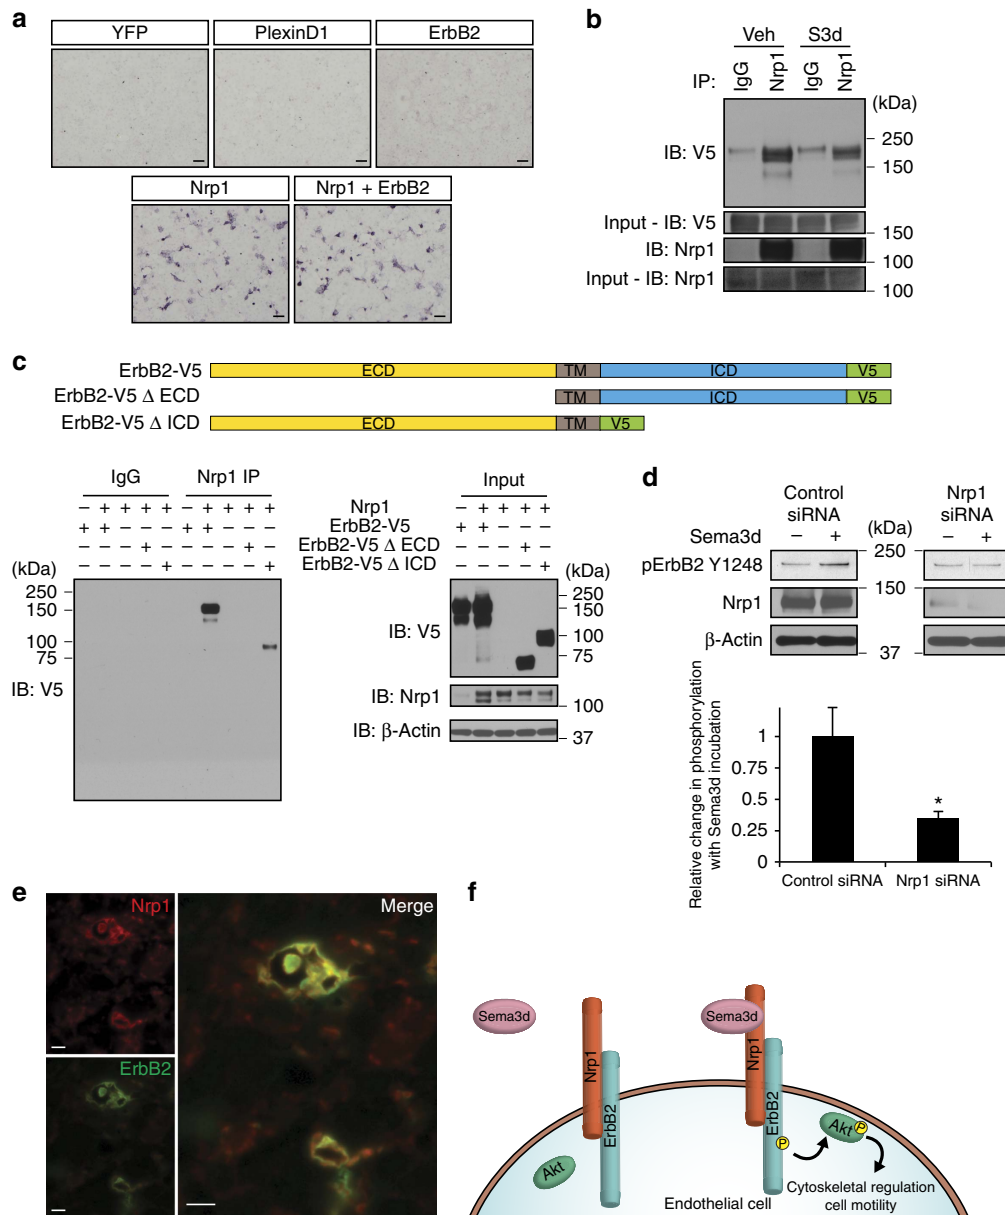 a
YFP
PlexinD1
ErbB2
Nrp1
Nrp1 + ErbB2
b
Veh
S3d
IP:
IgG
Nrp1
IgG
Nrp1
(kDa)
IB: V5
250
150
Input - IB: V5
150
IB: Nrp1
100
Input - IB: Nrp1
100
c
ErbB2-V5
ECD
TM
ICD
V5
ErbB2-V5 Δ ECD
TM
ICD
V5
ErbB2-V5 Δ ICD
ECD
TM
V5
IgG
Nrp1 IP
Input
− + + + + − + + + +
Nrp1
− + + + +
+ + − − − + + − − −
ErbB2-V5
+ + − − −
− − − + − − − − + −
ErbB2-V5 Δ ECD
− − − + −
− − − − + − − − − +
ErbB2-V5 Δ ICD
− − − − +
(kDa)
250
150
100
75
IB: V5
(kDa)
250
150
100
75
IB: V5
IB: Nrp1
100
IB: β-Actin
37
d
Control siRNA
Nrp1 siRNA
(kDa)
Sema3d
− +
− +
pErbB2 Y1248
250
150
Nrp1
β-Actin
37
Relative change in phosphorylation
with Sema3d incubation
1
0.75
0.5
0.25
0
*
Control siRNA
Nrp1 siRNA
e
Nrp1
ErbB2
Merge
f
Sema3d
Nrp1
ErbB2
Akt
Sema3d
Nrp1
ErbB2
P
Akt
P
Endothelial cell
Cytoskeletal regulation
cell motility